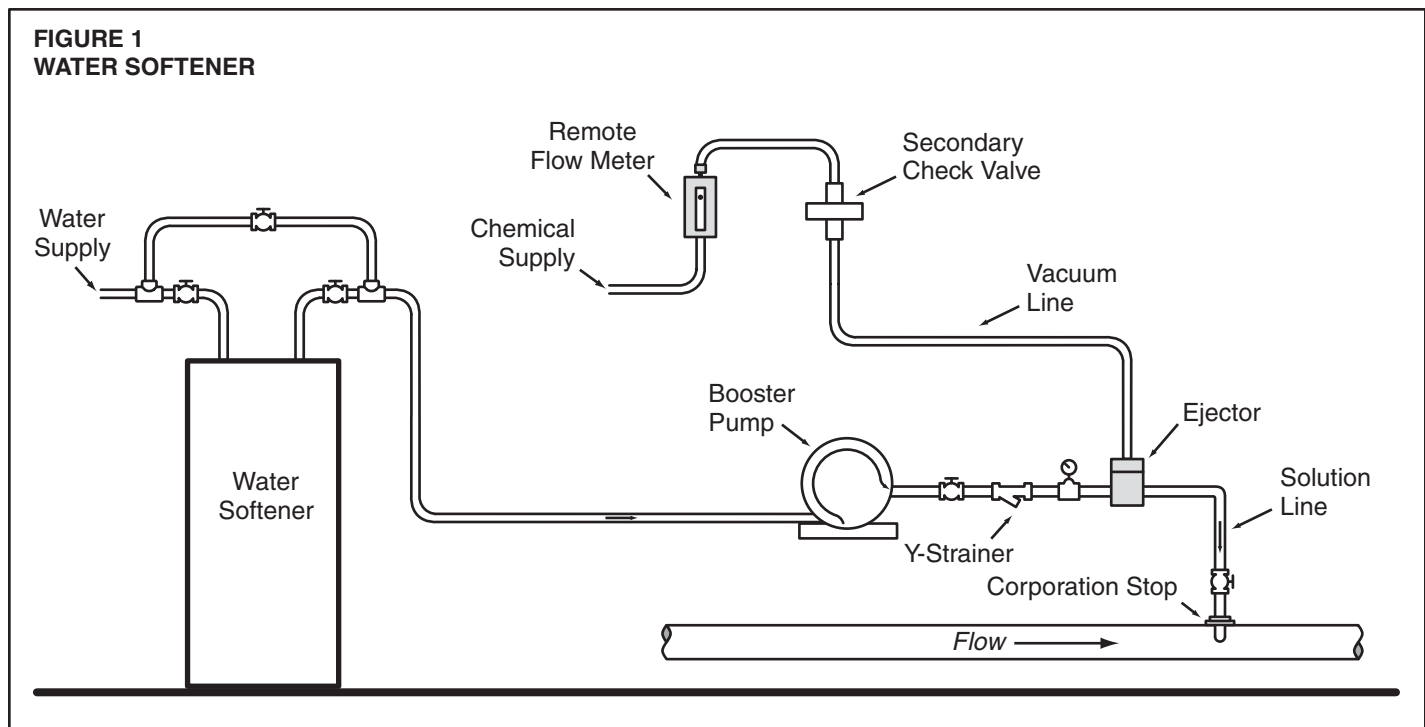 FIGURE 1
WATER SOFTENER
Remote
Flow Meter
Secondary
Check Valve
Water
Supply
Chemical
Supply
Vacuum
Line
Booster
Pump
Ejector
Water
Softener
Solution
Line
Y-Strainer
Corporation Stop
Flow